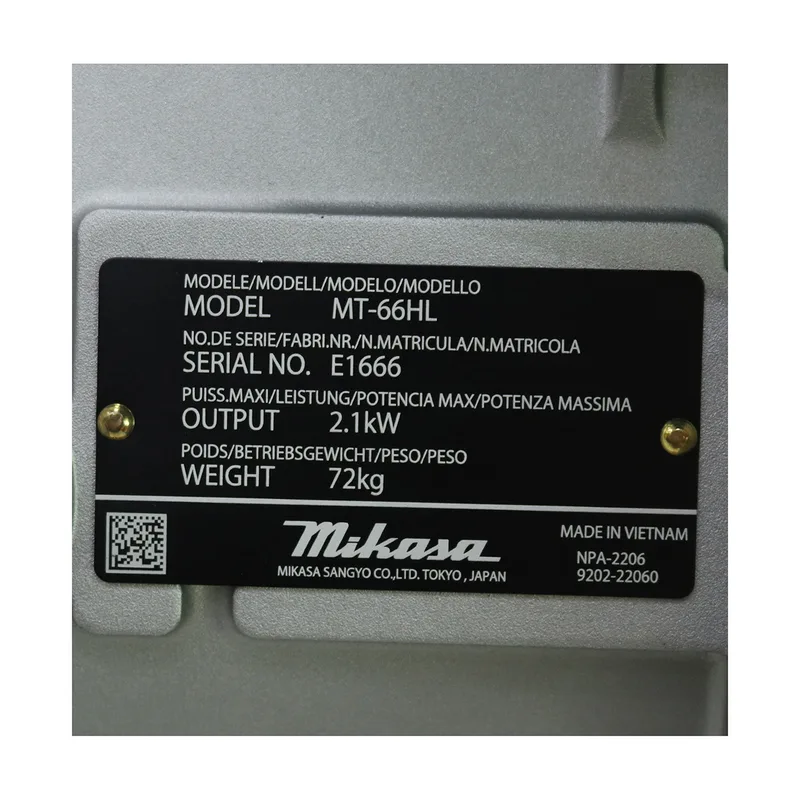 MODELE/MODELL/MODELO/MODELLO
MODEL MT-66HL
NO.DE SERIE/FABRI.NR./N.MATRICULA/N.MATRICOLA
SERIAL NO. E1666
PUISS.MAXI/LEISTUNG/POTENCIA MAX/POTENZA MASSIMA
OUTPUT 2.1kW
POIDS/BETRIEBSGEWICHT/PESO/PESO
WEIGHT 72kg
Mikasa
MIKASA SANGYO CO.,LTD. TOKYO , JAPAN
MADE IN VIETNAM
NPA-2206
9202-22060